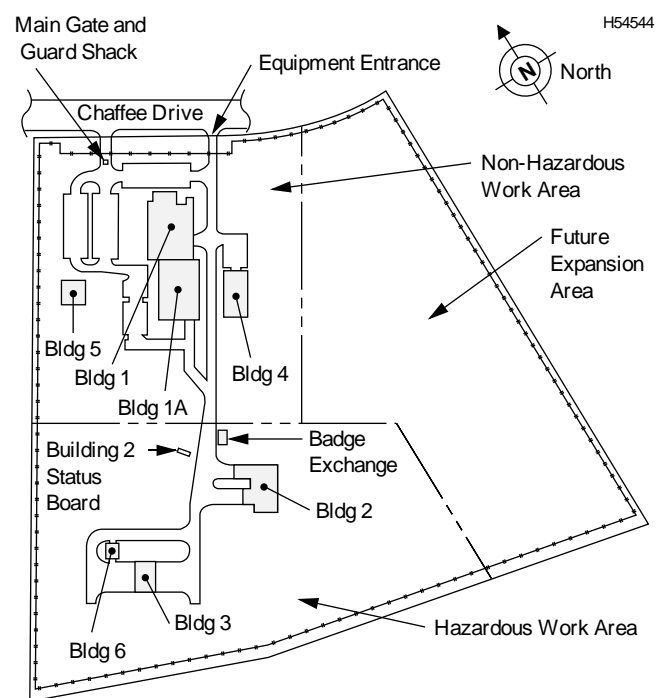 Main Gate and
Guard Shack
H54544
Equipment Entrance
N
North
Chaffee Drive
Non-Hazardous
Work Area
Future
Expansion
Area
Bldg 5
Bldg 1
Bldg 4
Bldg 1A
Building 2
Status
Board
Badge
Exchange
Bldg 2
Bldg 3
Bldg 6
Hazardous Work Area